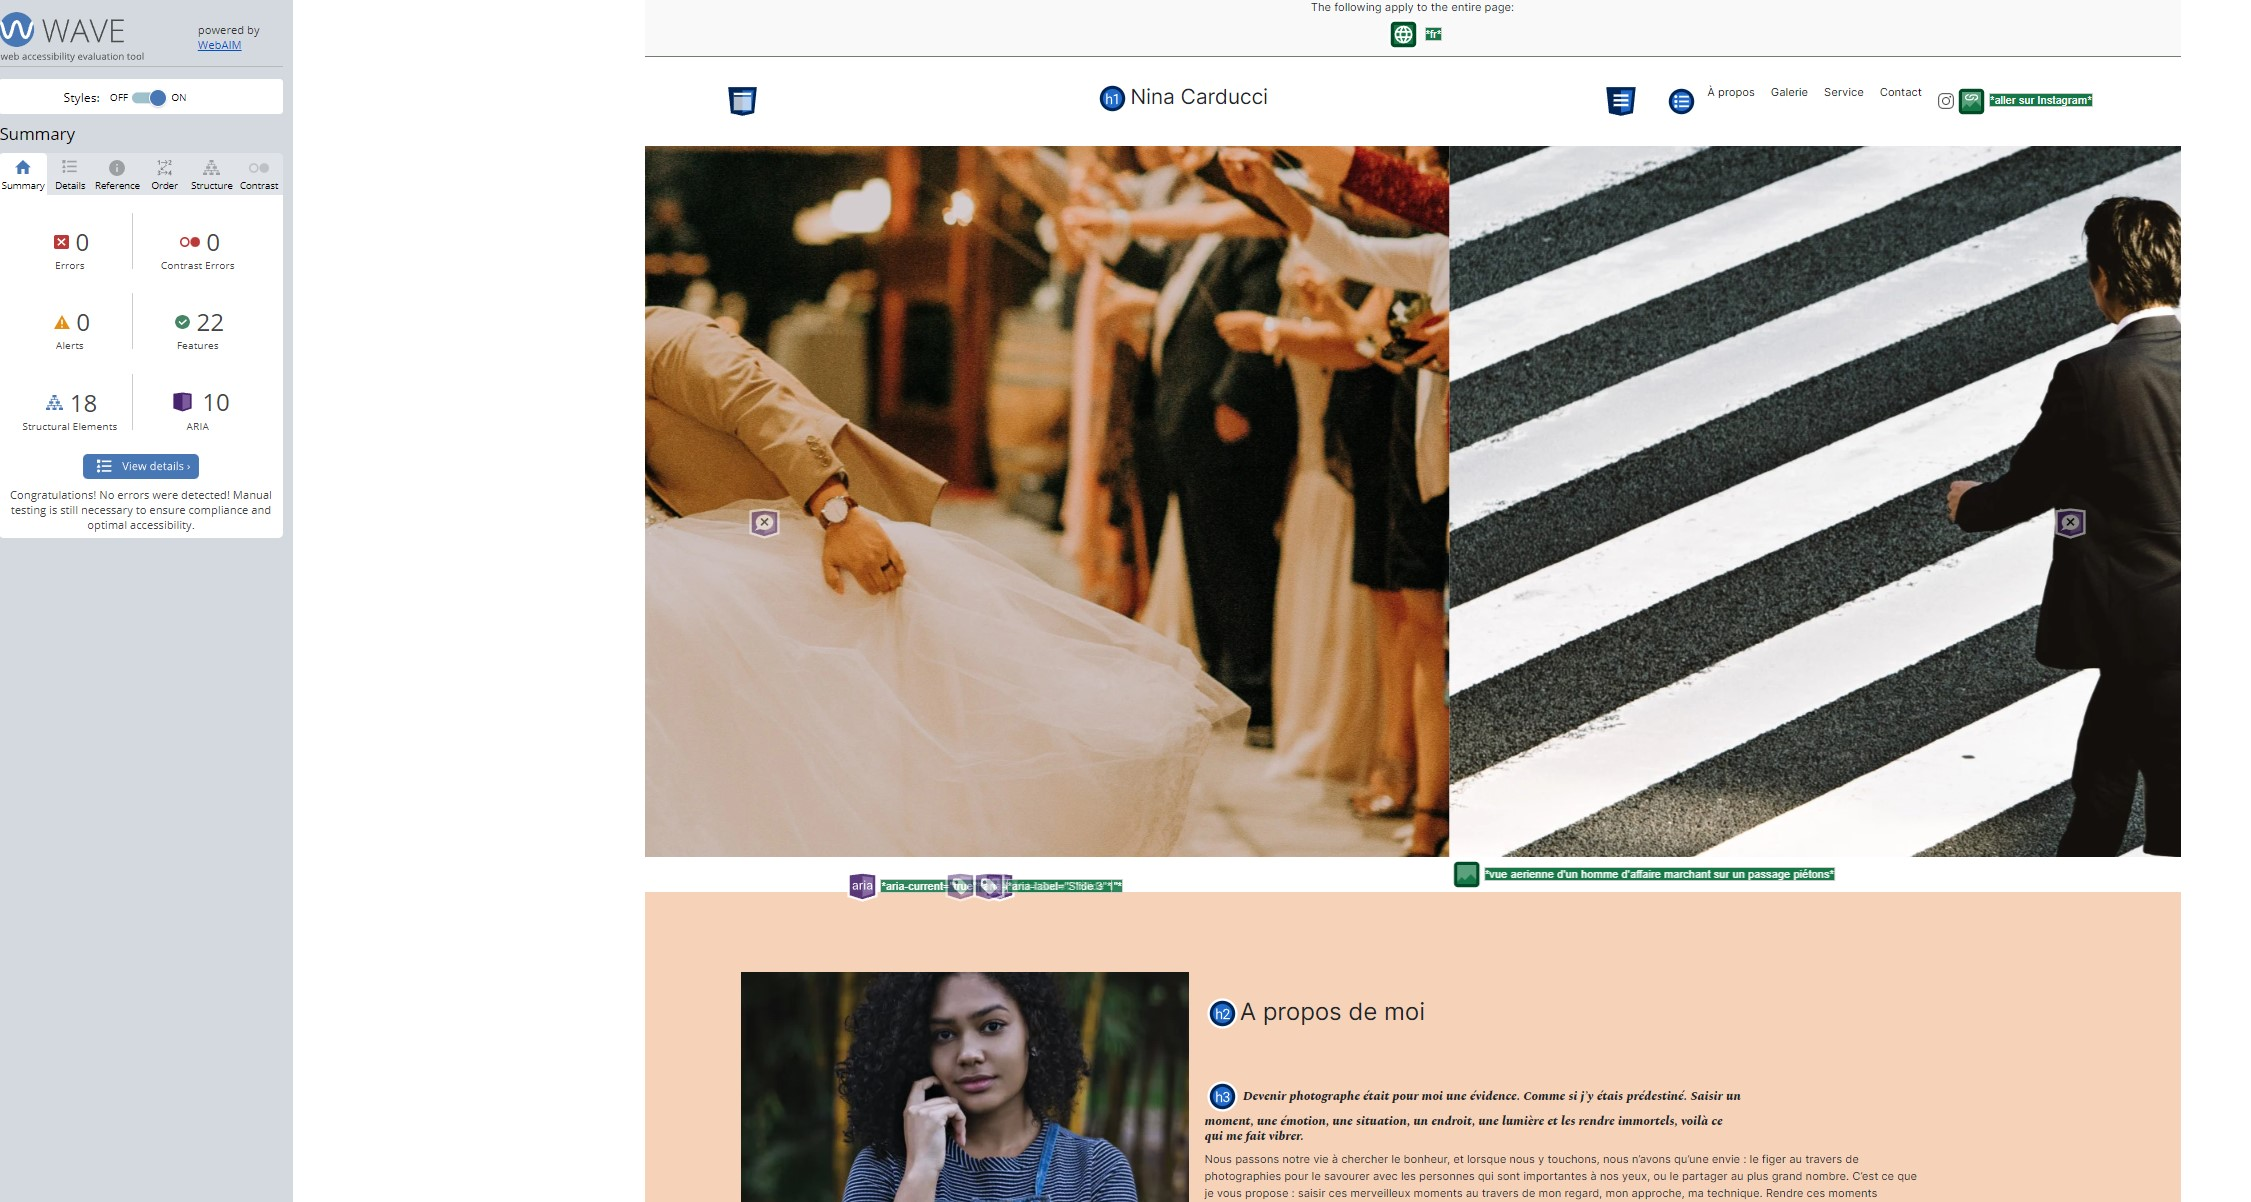 WAVE
web accessibility evaluation tool
powered by
WebAIM
Styles: OFF ON
Summary
Summary Details Reference Order Structure Contrast
0
Errors
0
Contrast Errors
0
Alerts
22
Features
18
Structural Elements
10
ARIA
View details ›
Congratulations! No errors were detected! Manual
testing is still necessary to ensure compliance and
optimal accessibility.
The following apply to the entire page:
*fr*
h1 Nina Carducci
À propos Galerie Service Contact
*aller sur Instagram*
aria *aria-current= *aria-label="Slide 3"*
*vue aerienne d'un homme d'affaire marchant sur un passage piétons*
h2 A propos de moi
h3 Devenir photographe était pour moi une évidence. Comme si j'y étais prédestiné. Saisir un
moment, une émotion, une situation, un endroit, une lumière et les rendre immortels, voilà ce
qui me fait vibrer.
Nous passons notre vie à chercher le bonheur, et lorsque nous y touchons, nous n'avons qu'une envie : le figer au travers de
photographies pour le savourer avec les personnes qui sont importantes à nos yeux, ou le partager au plus grand nombre. C'est ce que
je vous propose : saisir ces merveilleux moments au travers de mon regard, mon approche, ma technique. Rendre ces moments